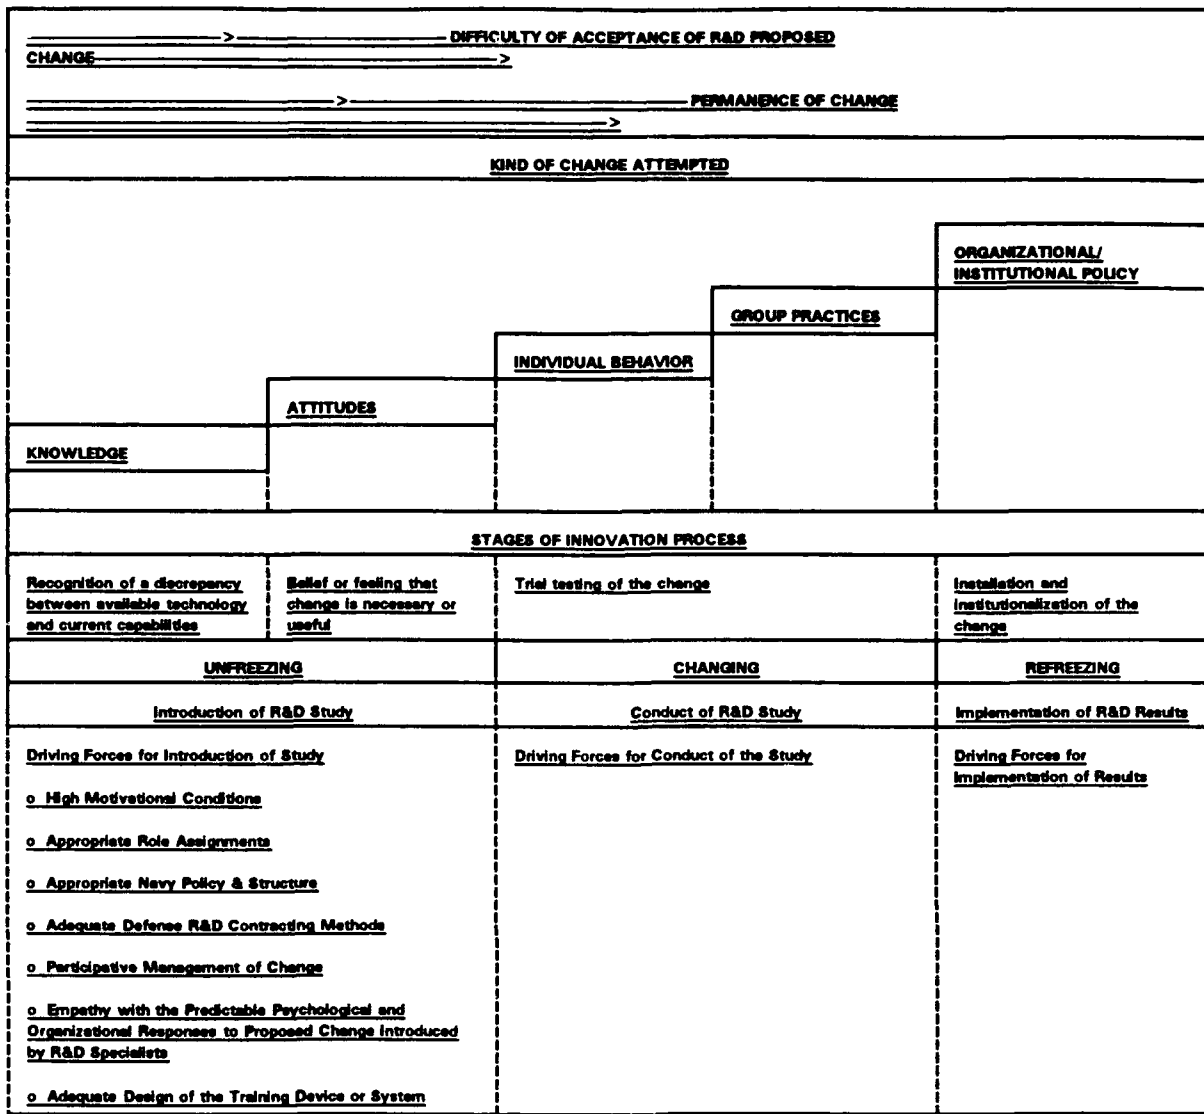 DIFFICULTY OF ACCEPTANCE OF R&D PROPOSED
CHANGE
PERMANENCE OF CHANGE
KIND OF CHANGE ATTEMPTED
ORGANIZATIONAL/
INSTITUTIONAL POLICY
GROUP PRACTICES
INDIVIDUAL BEHAVIOR
ATTITUDES
KNOWLEDGE
STAGES OF INNOVATION PROCESS
Recognition of a discrepancy
between available technology
and current capabilities
Belief or feeling that
change is necessary or
useful
Trial testing of the change
Installation and
institutionalization of the
change
UNFREEZING
CHANGING
REFREEZING
Introduction of R&D Study
Conduct of R&D Study
Implementation of R&D Results
Driving Forces for Introduction of Study
o High Motivational Conditions
o Appropriate Role Assignments
o Appropriate Navy Policy & Structure
o Adequate Defense R&D Contracting Methods
o Participative Management of Change
o Empathy with the Predictable Psychological and
Organizational Responses to Proposed Change Introduced
by R&D Specialists
o Adequate Design of the Training Device or System
Driving Forces for Conduct of the Study
Driving Forces for
Implementation of Results